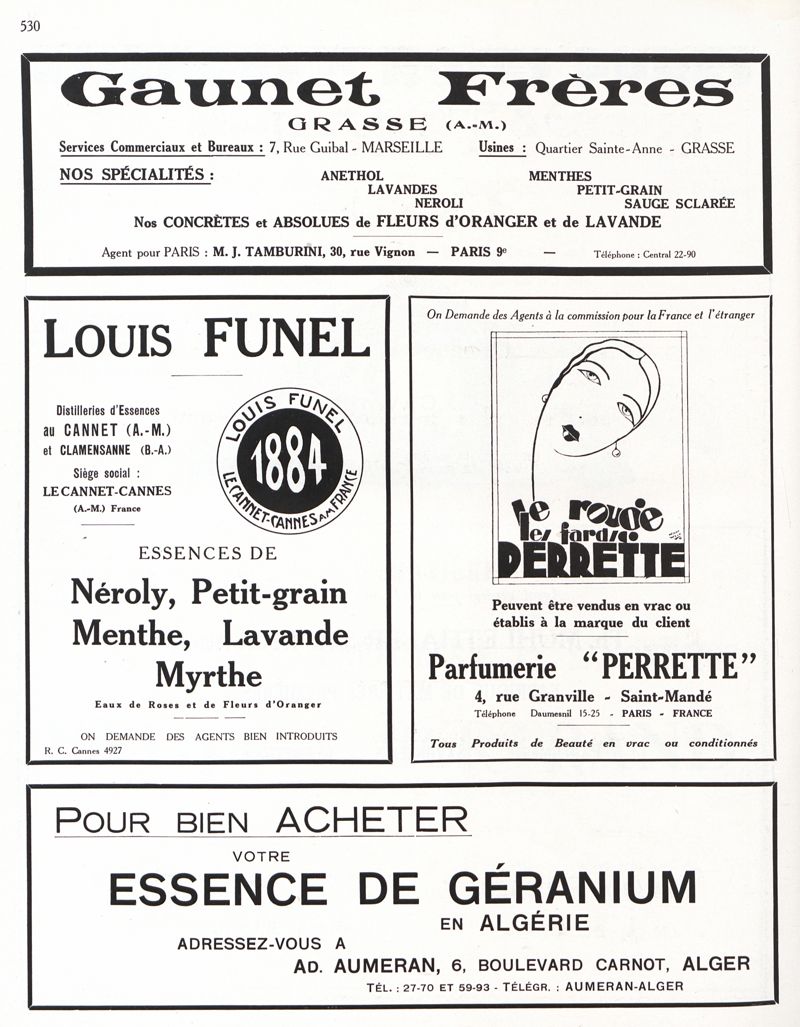 530
Gaunet Frères
GRASSE (A.-M.)
Services Commerciaux et Bureaux : 7, Rue Guibal - MARSEILLE Usines : Quartier Sainte-Anne - GRASSE
NOS SPÉCIALITÉS : ANETHOL MENTHES
LAVANDES PETIT-GRAIN
NEROLI SAUGE SCLARÉE
Nos CONCRÈTES et ABSOLUES de FLEURS d'ORANGER et de LAVANDE
Agent pour PARIS : M. J. TAMBURINI, 30, rue Vignon — PARIS 9e — Téléphone : Central 22-90
LOUIS FUNEL
Distilleries d'Essences
au CANNET (A.-M.)
et CLAMENSANNE (B.-A.)
Siège social :
LE CANNET-CANNES
(A.-M.) France
LOUIS FUNEL
1884
LE CANNET-CANNES A.M. FRANCE
ESSENCES DE
Néroly, Petit-grain
Menthe, Lavande
Myrthe
Eaux de Roses et de Fleurs d'Oranger
ON DEMANDE DES AGENTS BIEN INTRODUITS
R. C. Cannes 4927
On Demande des Agents à la commission pour la France et l'étranger
le rouge
les fards
PERRETTE
Peuvent être vendus en vrac ou
établis à la marque du client
Parfumerie "PERRETTE"
4, rue Granville - Saint-Mandé
Téléphone Daumesnil 15-25 - PARIS - FRANCE
Tous Produits de Beauté en vrac ou conditionnés
POUR BIEN ACHETER
VOTRE
ESSENCE DE GÉRANIUM
EN ALGÉRIE
ADRESSEZ-VOUS A
AD. AUMERAN, 6, BOULEVARD CARNOT, ALGER
TÉL. : 27-70 ET 59-93 - TÉLÉGR. : AUMERAN-ALGER